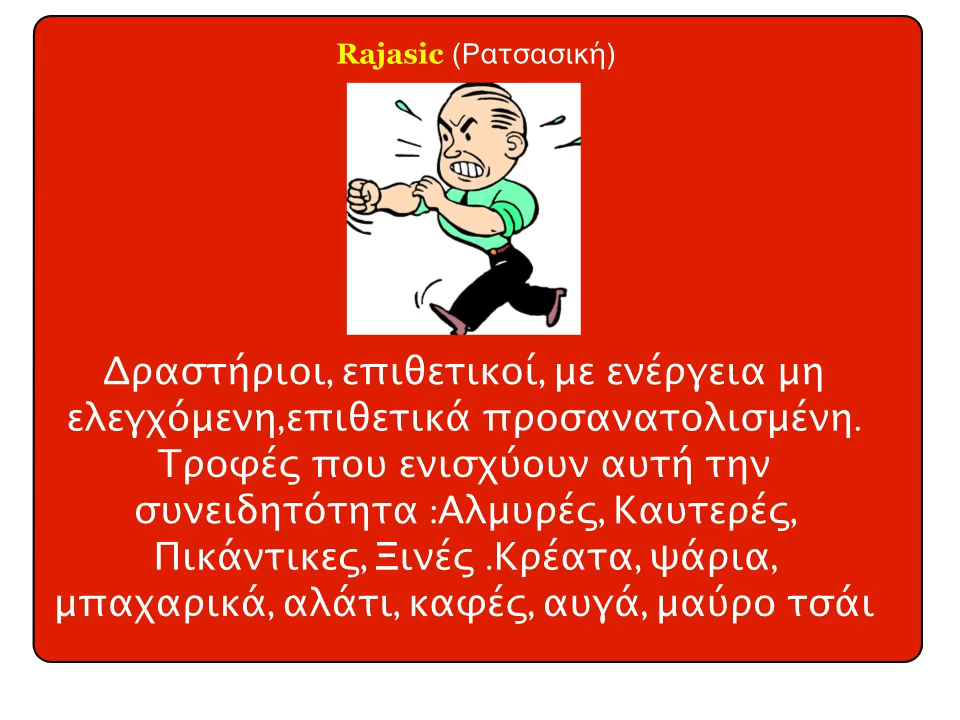 Rajasic (Ρατσασική)
Δραστήριοι, επιθετικοί, με ενέργεια μη
ελεγχόμενη,επιθετικά προσανατολισμένη.
Τροφές που ενισχύουν αυτή την
συνειδητότητα :Αλμυρές, Καυτερές,
Πικάντικες, Ξινές .Κρέατα, ψάρια,
μπαχαρικά, αλάτι, καφές, αυγά, μαύρο τσάι